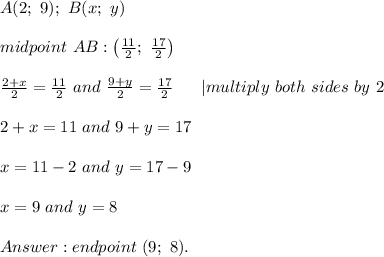 A(2; 9); B(x; y)
midpoint AB : (11/2; 17/2)
2+x/2 = 11/2 and 9+y/2 = 17/2 |multiply both sides by 2
2 + x = 11 and 9 + y = 17
x = 11 − 2 and y = 17 − 9
x = 9 and y = 8
Answer : endpoint (9; 8).